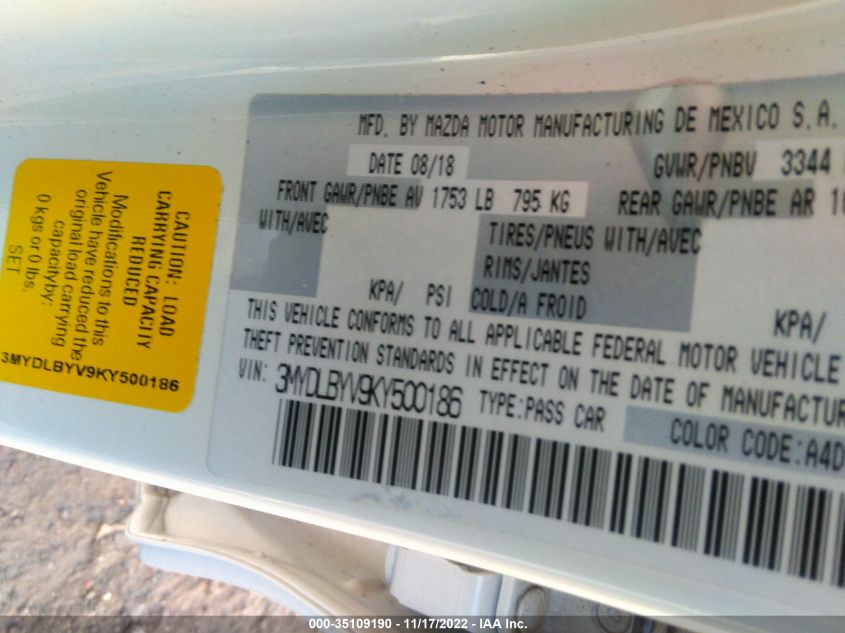 CAUTION: LOAD
CARRYING CAPACITY
REDUCED
Modifications to this
Vehicle have reduced the
original load carrying
capacityby:
0 kgs or 0 lbs.
SET
3MYDLBYV9KY500186
MFD. BY MAZDA MOTOR MANUFACTURING DE MEXICO S.A.
DATE 08/18 GVWR/PNBV 3344
FRONT GAWR/PNBE AV 1753 LB 795 KG REAR GAWR/PNBE AR
WITH/AVEC TIRES/PNEUS WITH/AVEC
RIMS/JANTES
KPA/ PSI COLD/A FROID KPA/
THIS VEHICLE CONFORMS TO ALL APPLICABLE FEDERAL MOTOR VEHICLE
THEFT PREVENTION STANDARDS IN EFFECT ON THE DATE OF MANUFACTUR
VIN: 3MYDLBYV9KY500186 TYPE:PASS CAR
COLOR CODE:A4D
000-35109190 - 11/17/2022 - IAA Inc.